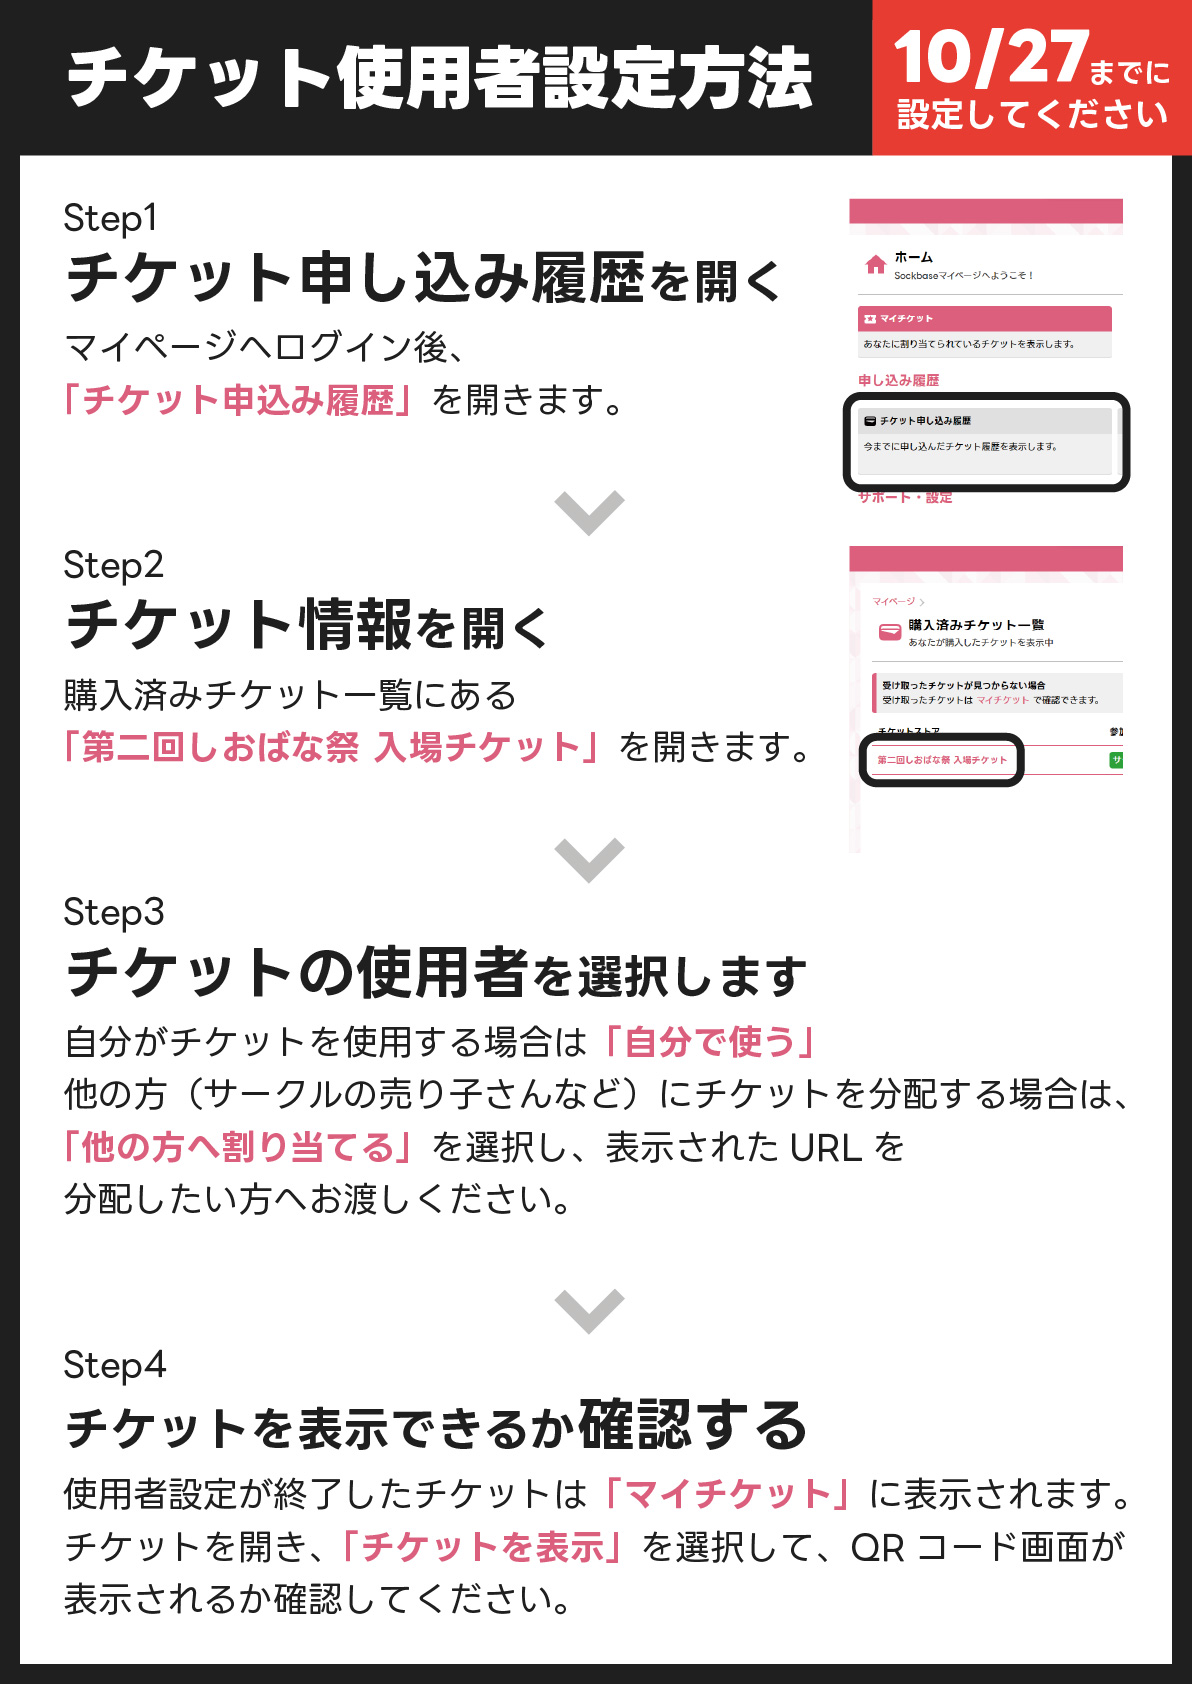 チケット使用者設定方法
10/27までに
設定してください
Step1
チケット申し込み履歴を開く
マイページへログイン後、
「チケット申込み履歴」を開きます。
ホーム
Sockbaseマイページへようこそ！
マイチケット
あなたに割り当てられているチケットを表示します。
申し込み履歴
チケット申し込み履歴
今までに申し込んだチケット履歴を表示します。
サポート・設定
Step2
チケット情報を開く
購入済みチケット一覧にある
「第二回しおばな祭 入場チケット」を開きます。
マイページ
購入済みチケット一覧
あなたが購入したチケットを表示中
受け取ったチケットが見つからない場合
受け取ったチケットは マイチケット で確認できます。
チケットストア 参加
第二回しおばな祭 入場チケット サ
Step3
チケットの使用者を選択します
自分がチケットを使用する場合は「自分で使う」
他の方（サークルの売り子さんなど）にチケットを分配する場合は、
「他の方へ割り当てる」を選択し、表示された URL を
分配したい方へお渡しください。
Step4
チケットを表示できるか確認する
使用者設定が終了したチケットは「マイチケット」に表示されます。
チケットを開き、「チケットを表示」を選択して、QR コード画面が
表示されるか確認してください。